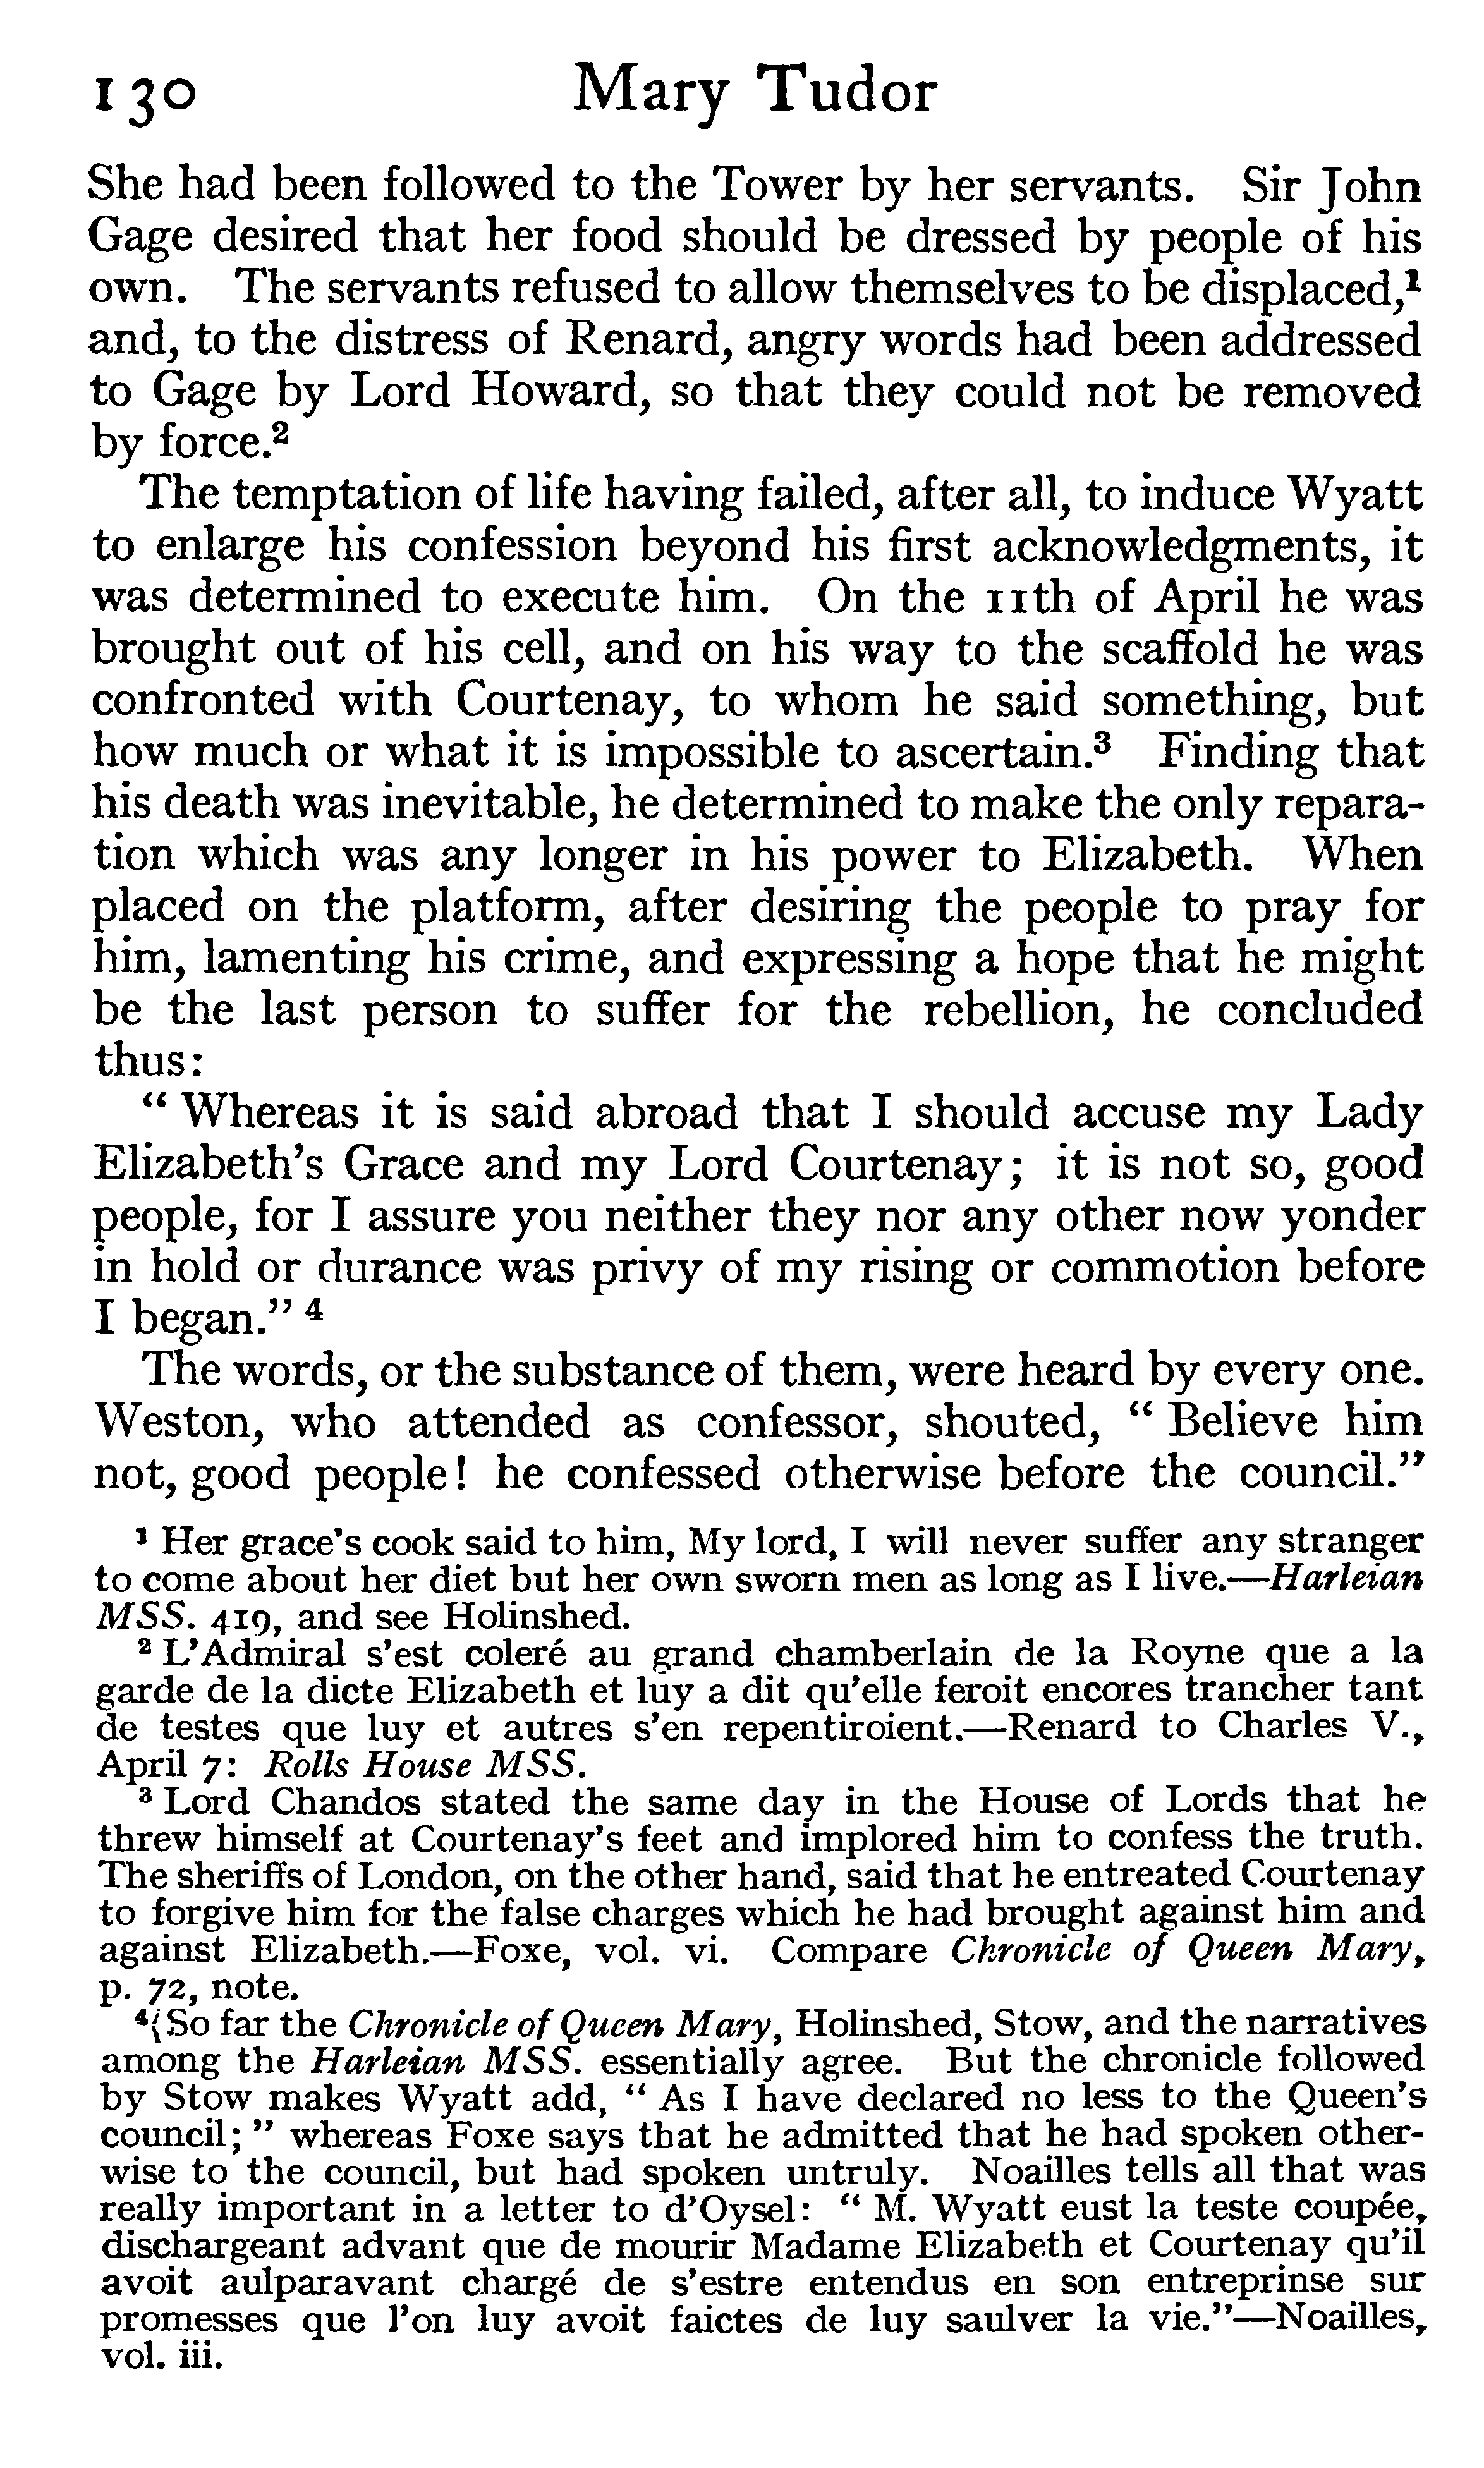 130 Mary Tudor
She had been followed to the Tower by her servants. Sir John
Gage desired that her food should be dressed by people of his
own. The servants refused to allow themselves to be displaced,¹
and, to the distress of Renard, angry words had been addressed
to Gage by Lord Howard, so that they could not be removed
by force.²
The temptation of life having failed, after all, to induce Wyatt
to enlarge his confession beyond his first acknowledgments, it
was determined to execute him. On the 11th of April he was
brought out of his cell, and on his way to the scaffold he was
confronted with Courtenay, to whom he said something, but
how much or what it is impossible to ascertain.³ Finding that
his death was inevitable, he determined to make the only repara-
tion which was any longer in his power to Elizabeth. When
placed on the platform, after desiring the people to pray for
him, lamenting his crime, and expressing a hope that he might
be the last person to suffer for the rebellion, he concluded
thus:
“ Whereas it is said abroad that I should accuse my Lady
Elizabeth’s Grace and my Lord Courtenay; it is not so, good
people, for I assure you neither they nor any other now yonder
in hold or durance was privy of my rising or commotion before
I began.” ⁴
The words, or the substance of them, were heard by every one.
Weston, who attended as confessor, shouted, “ Believe him
not, good people! he confessed otherwise before the council.”
¹ Her grace’s cook said to him, My lord, I will never suffer any stranger
to come about her diet but her own sworn men as long as I live.—Harleian
MSS. 419, and see Holinshed.
² L’Admiral s’est coleré au grand chamberlain de la Royne que a la
garde de la dicte Elizabeth et luy a dit qu’elle feroit encores trancher tant
de testes que luy et autres s’en repentiroient.—Renard to Charles V.,
April 7: Rolls House MSS.
³ Lord Chandos stated the same day in the House of Lords that he
threw himself at Courtenay’s feet and implored him to confess the truth.
The sheriffs of London, on the other hand, said that he entreated Courtenay
to forgive him for the false charges which he had brought against him and
against Elizabeth.—Foxe, vol. vi. Compare Chronicle of Queen Mary,
p. 72, note.
⁴ So far the Chronicle of Queen Mary, Holinshed, Stow, and the narratives
among the Harleian MSS. essentially agree. But the chronicle followed
by Stow makes Wyatt add, “ As I have declared no less to the Queen’s
council; ” whereas Foxe says that he admitted that he had spoken other-
wise to the council, but had spoken untruly. Noailles tells all that was
really important in a letter to d’Oysel: “ M. Wyatt eust la teste coupée,
dischargeant advant que de mourir Madame Elizabeth et Courtenay qu’il
avoit aulparavant chargé de s’estre entendus en son entreprinse sur
promesses que l’on luy avoit faictes de luy saulver la vie.”—Noailles,
vol. iii.